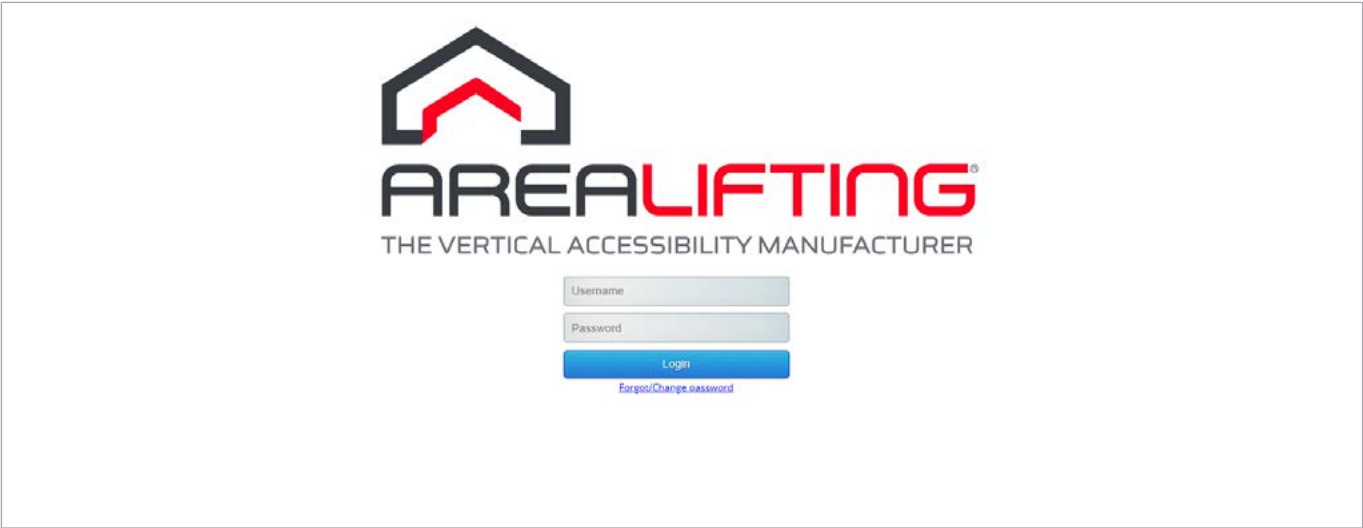 AREALIFTING®
THE VERTICAL ACCESSIBILITY MANUFACTURER
Username
Password
Login
Forgot/Change password